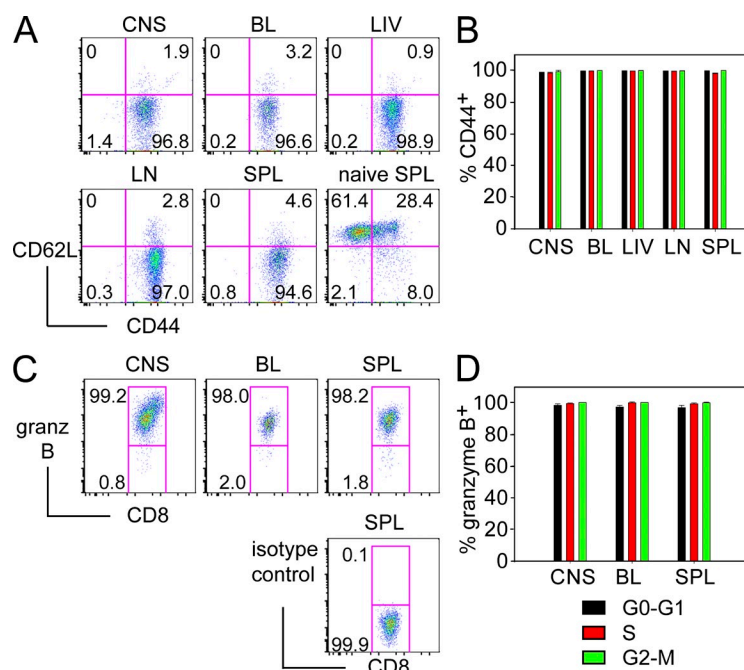 A
CNS BL LIV
0 1.9 0 3.2 0 0.9
1.4 96.8 0.2 96.6 0.2 98.9
LN SPL naive SPL
0 2.8 0 4.6 61.4 28.4
CD62L
0.3 97.0 0.8 94.6 2.1 8.0
CD44
B
% CD44+
100
80
60
40
20
0
CNS BL LIV LN SPL
C
CNS BL SPL
99.2 98.0 98.2
granz
B
0.8 2.0 1.8
CD8
SPL
isotype
control
0.1
99.9
CD8
D
% granzyme B+
100
80
60
40
20
0
CNS BL SPL
G0-G1
S
G2-M